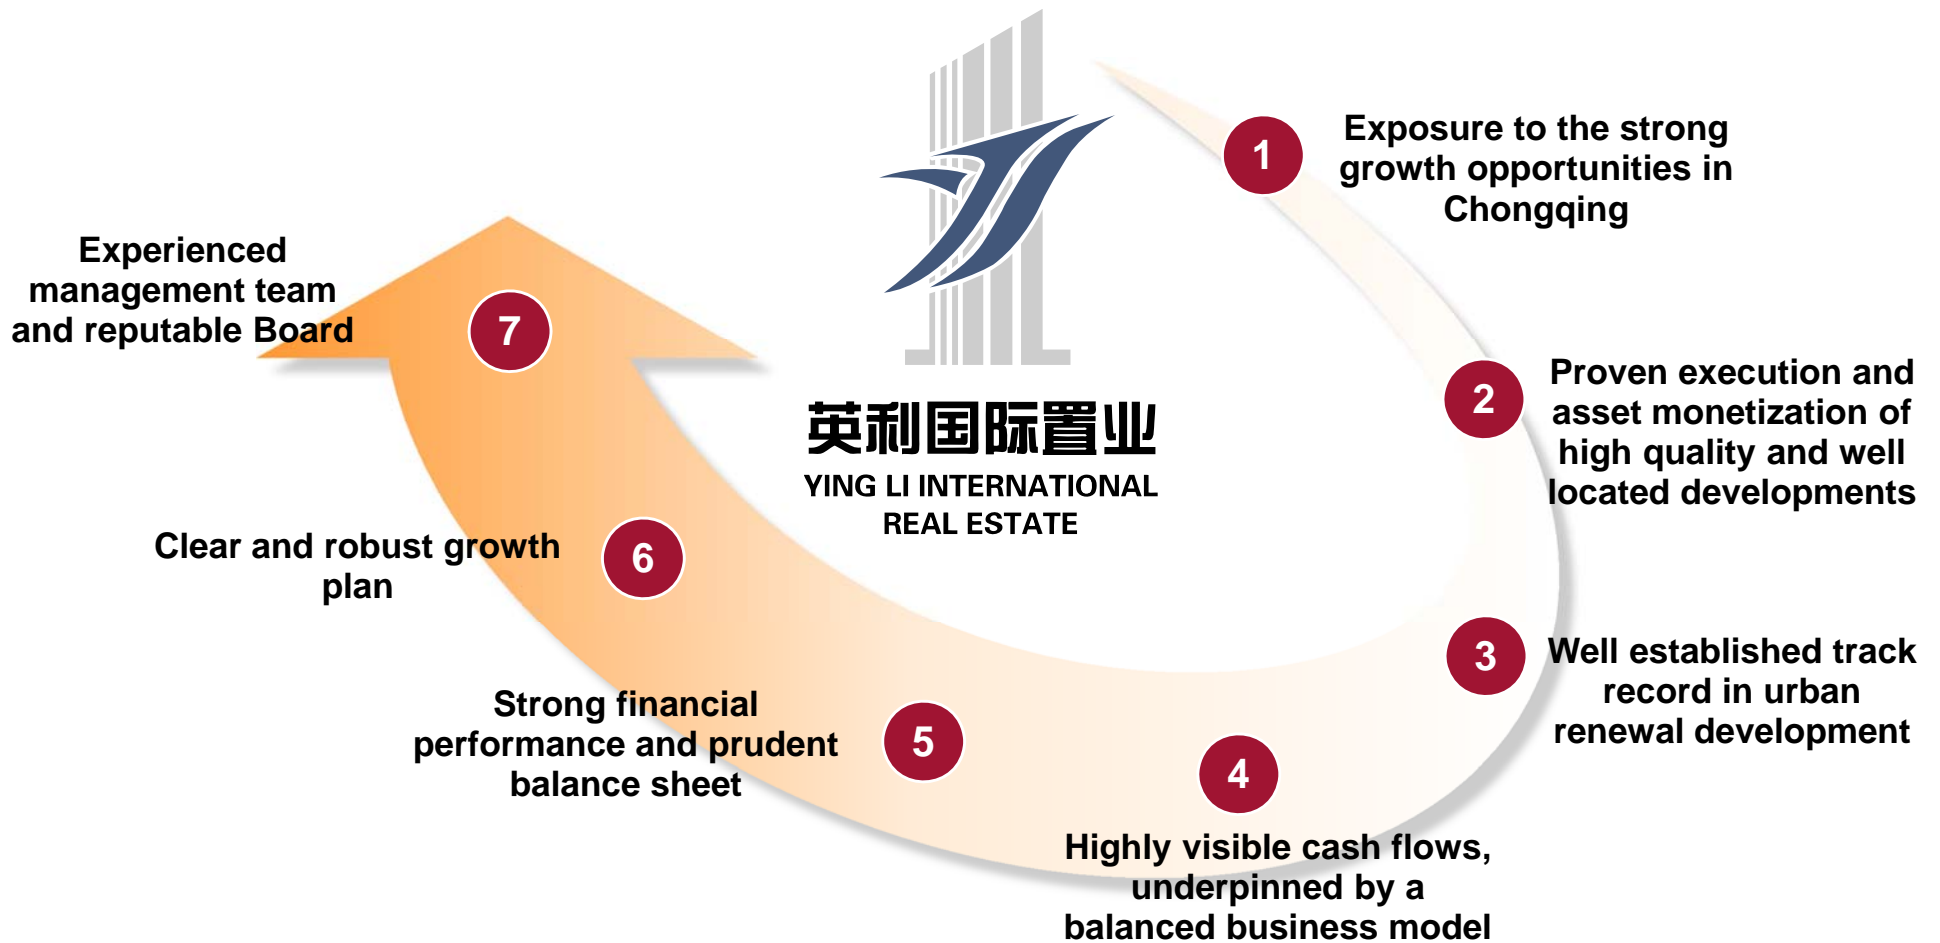 英利国际置业
YING LI INTERNATIONAL
REAL ESTATE
1
Exposure to the strong
growth opportunities in
Chongqing
2
Proven execution and
asset monetization of
high quality and well
located developments
3
Well established track
record in urban
renewal development
4
Highly visible cash flows,
underpinned by a
balanced business model
5
Strong financial
performance and prudent
balance sheet
6
Clear and robust growth
plan
7
Experienced
management team
and reputable Board